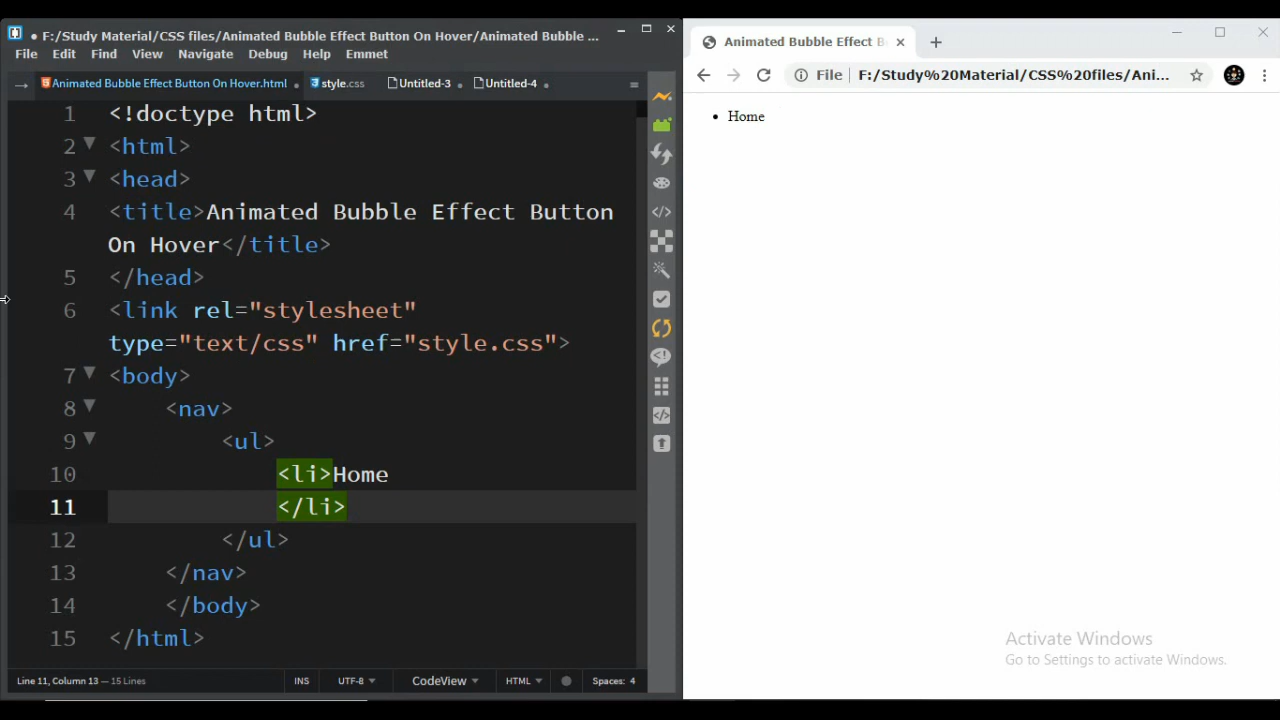 ● F:/Study Material/CSS files/Animated Bubble Effect Button On Hover/Animated Bubble ...
File Edit Find View Navigate Debug Help Emmet
Animated Bubble Effect Button On Hover.html • style.css Untitled-3 • Untitled-4 •
1 <!doctype html>
2 <html>
3 <head>
4 <title>Animated Bubble Effect Button
On Hover</title>
5 </head>
6 <link rel="stylesheet"
type="text/css" href="style.css">
7 <body>
8 <nav>
9 <ul>
10 <li>Home
11 </li>
12 </ul>
13 </nav>
14 </body>
15 </html>
Line 11, Column 13 — 15 Lines INS UTF-8 CodeView HTML Spaces: 4
Animated Bubble Effect B
File F:/Study%20Material/CSS%20files/Ani...
• Home
Activate Windows
Go to Settings to activate Windows.